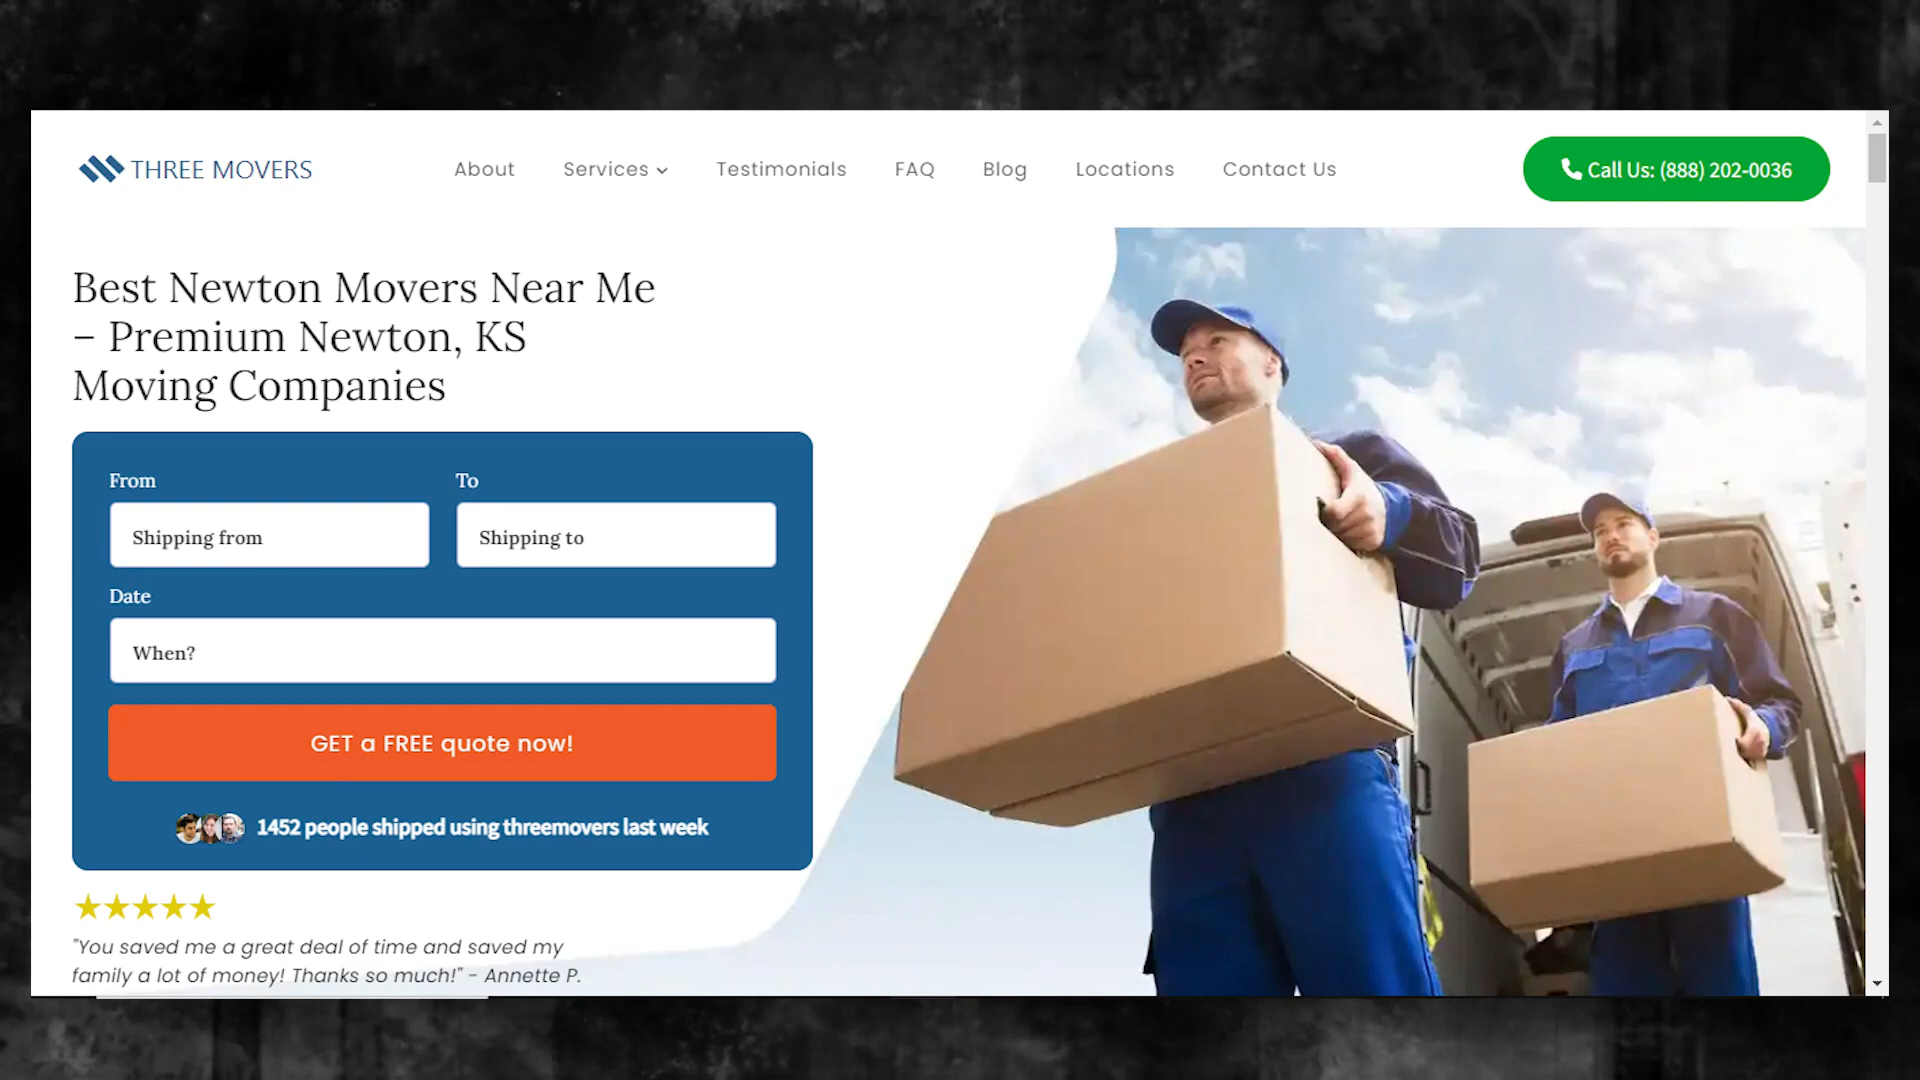 THREE MOVERS
About
Services
Testimonials
FAQ
Blog
Locations
Contact Us
Call Us: (888) 202-0036
Best Newton Movers Near Me
– Premium Newton, KS
Moving Companies
From
To
Shipping from
Shipping to
Date
When?
GET a FREE quote now!
1452 people shipped using threemovers last week
"You saved me a great deal of time and saved my
family a lot of money! Thanks so much!" - Annette P.